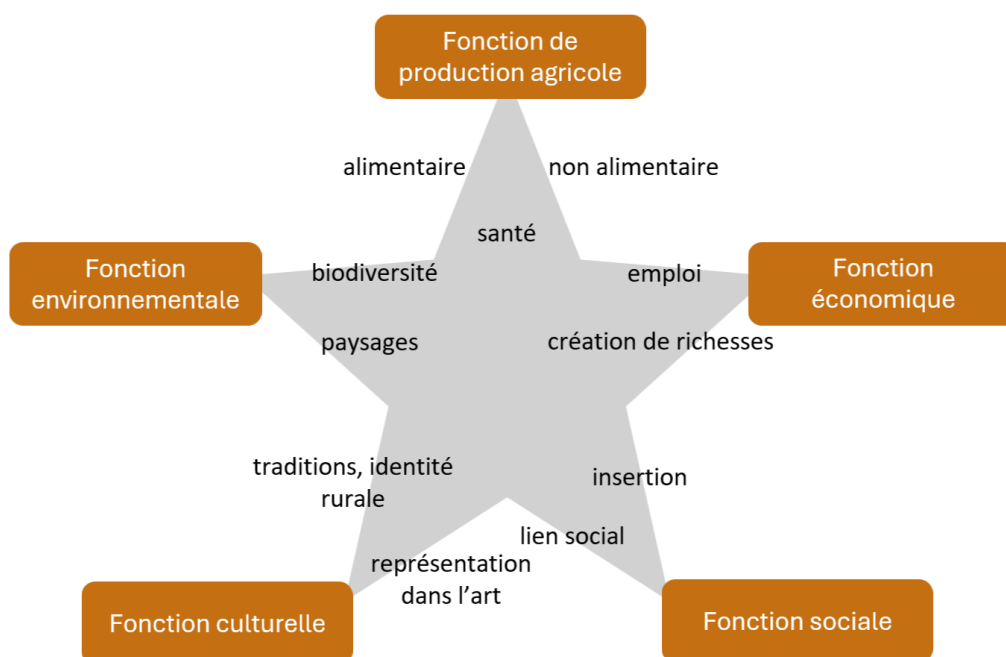 Fonction de
production agricole
alimentaire
non alimentaire
santé
Fonction
environnementale
biodiversité
emploi
Fonction
économique
paysages
création de richesses
traditions, identité
rurale
insertion
lien social
représentation
dans l’art
Fonction culturelle
Fonction sociale